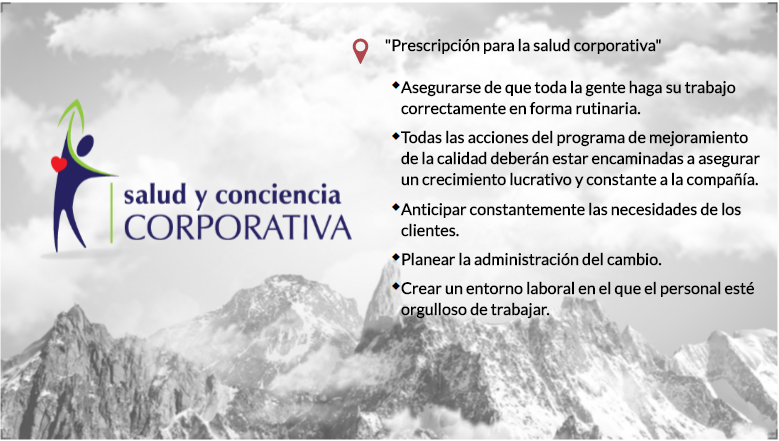 "Prescripción para la salud corporativa"
Asegurarse de que toda la gente haga su trabajo
correctamente en forma rutinaria.
Todas las acciones del programa de mejoramiento
de la calidad deberán estar encaminadas a asegurar
un crecimiento lucrativo y constante a la compañía.
Anticipar constantemente las necesidades de los
clientes.
Planear la administración del cambio.
Crear un entorno laboral en el que el personal esté
orgulloso de trabajar.
salud y conciencia
CORPORATIVA